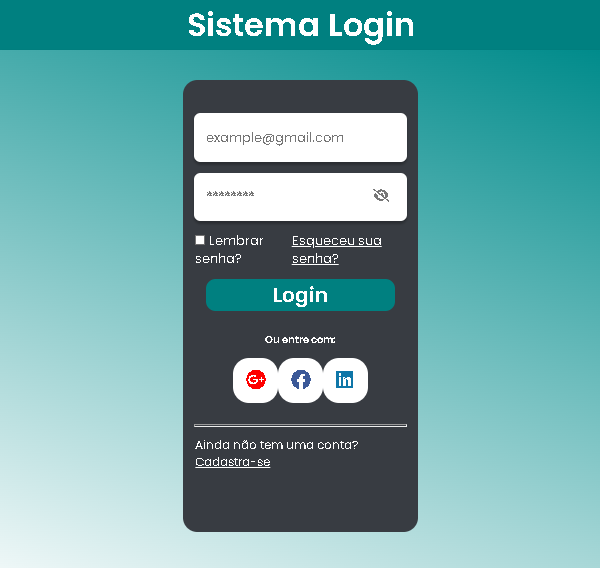 Sistema Login
example@gmail.com
********
Lembrar senha?
Esqueceu sua senha?
Login
Ou entre com:
G+
in
Ainda não tem uma conta?
Cadastra-se